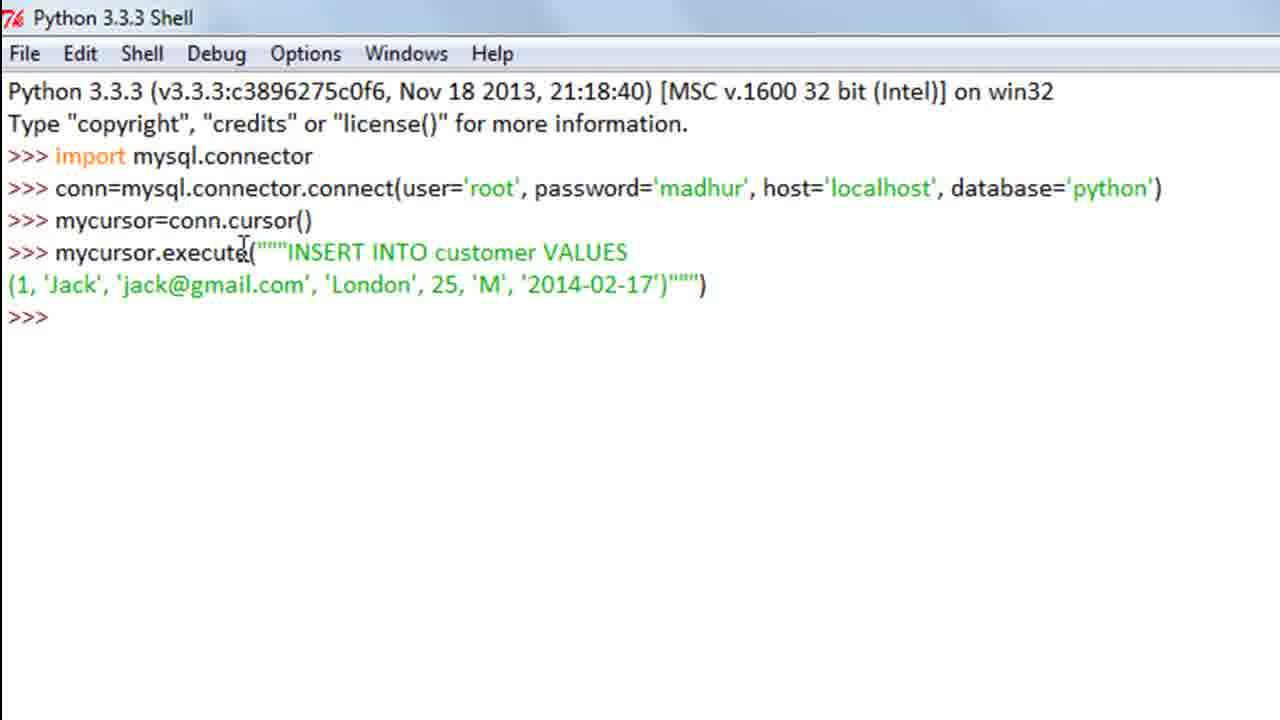 Python 3.3.3 Shell
File Edit Shell Debug Options Windows Help
Python 3.3.3 (v3.3.3:c3896275c0f6, Nov 18 2013, 21:18:40) [MSC v.1600 32 bit (Intel)] on win32
Type "copyright", "credits" or "license()" for more information.
>>> import mysql.connector
>>> conn=mysql.connector.connect(user='root', password='madhur', host='localhost', database='python')
>>> mycursor=conn.cursor()
>>> mycursor.execute("""INSERT INTO customer VALUES
(1, 'Jack', 'jack@gmail.com', 'London', 25, 'M', '2014-02-17')""")
>>>